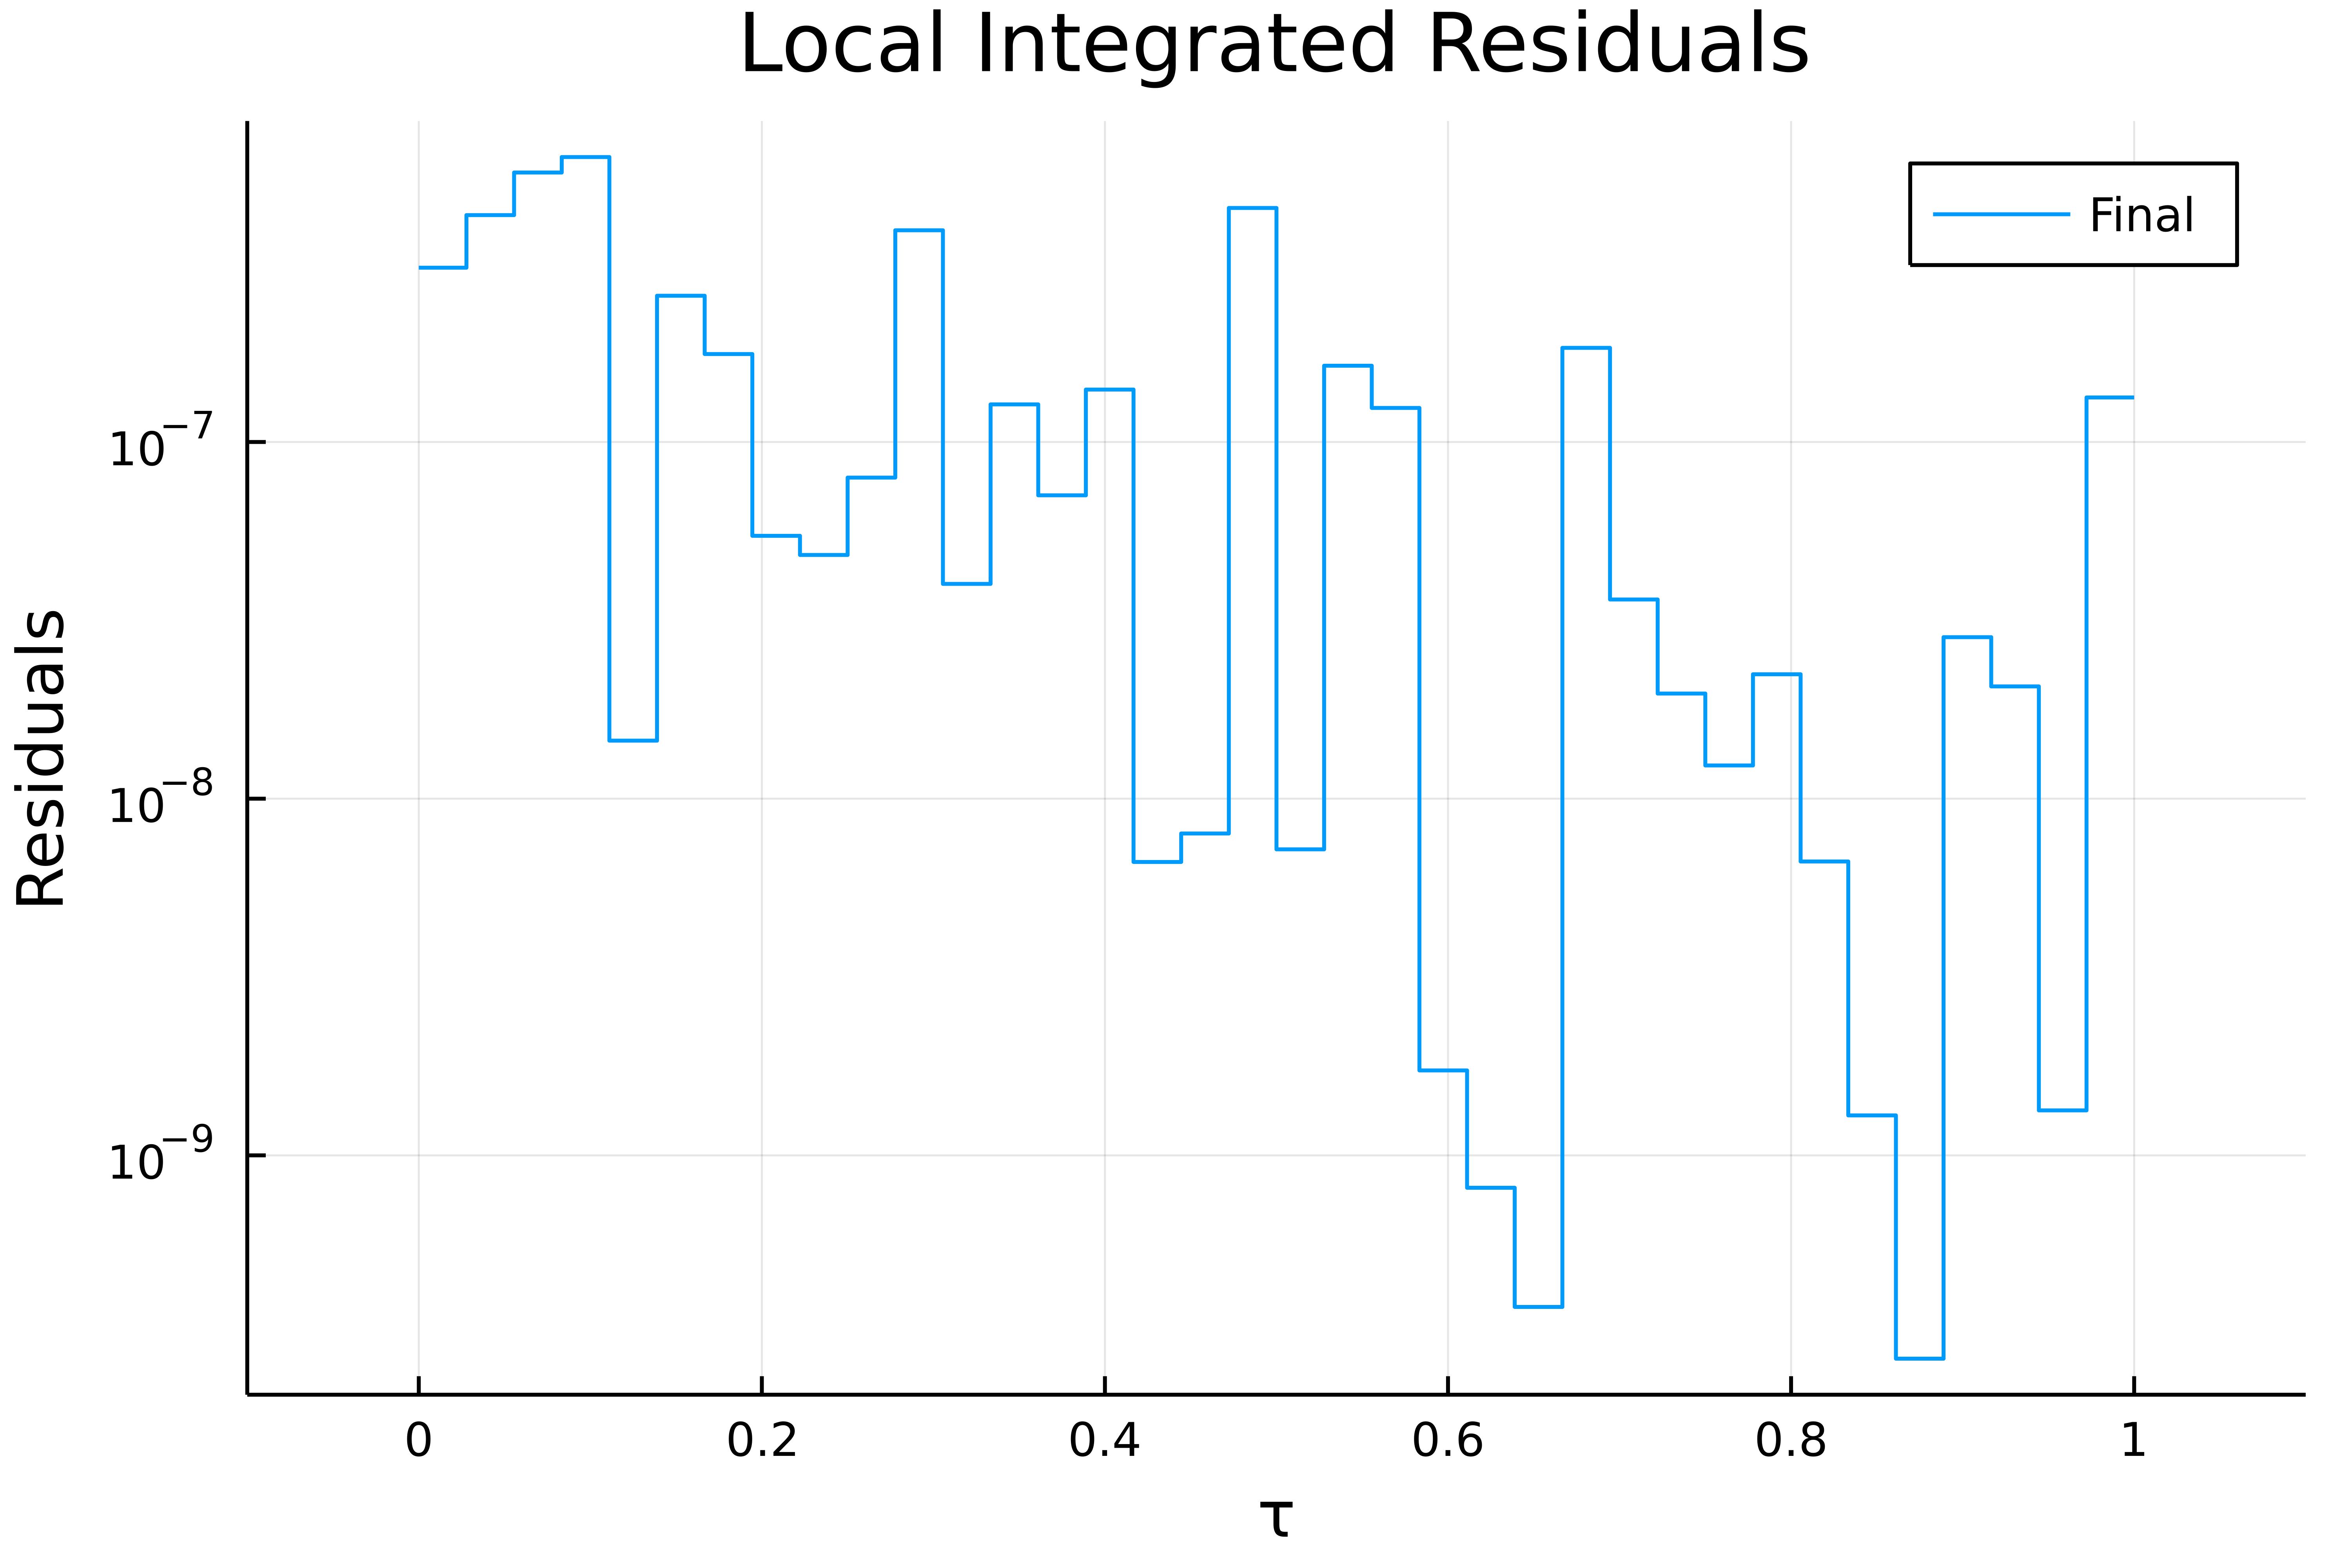 Local Integrated Residuals
Final
Residuals
10⁻⁷
10⁻⁸
10⁻⁹
0 0.2 0.4 0.6 0.8 1
τ